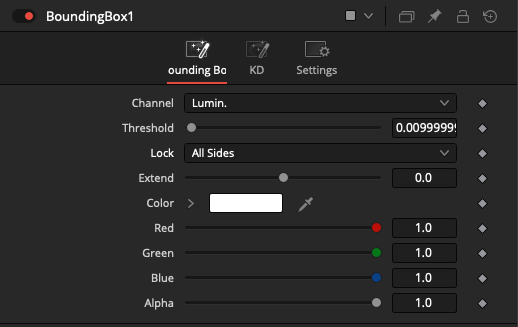 BoundingBox1
ounding Bo KD Settings
Channel Lumin.
Threshold 0.00999999
Lock All Sides
Extend 0.0
Color
Red 1.0
Green 1.0
Blue 1.0
Alpha 1.0